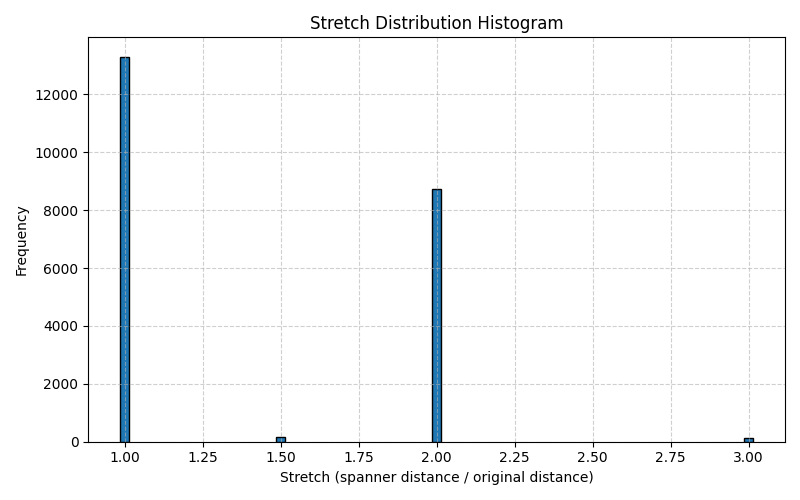 Stretch Distribution Histogram
12000
10000
8000
6000
4000
2000
0
Frequency
1.00 1.25 1.50 1.75 2.00 2.25 2.50 2.75 3.00
Stretch (spanner distance / original distance)